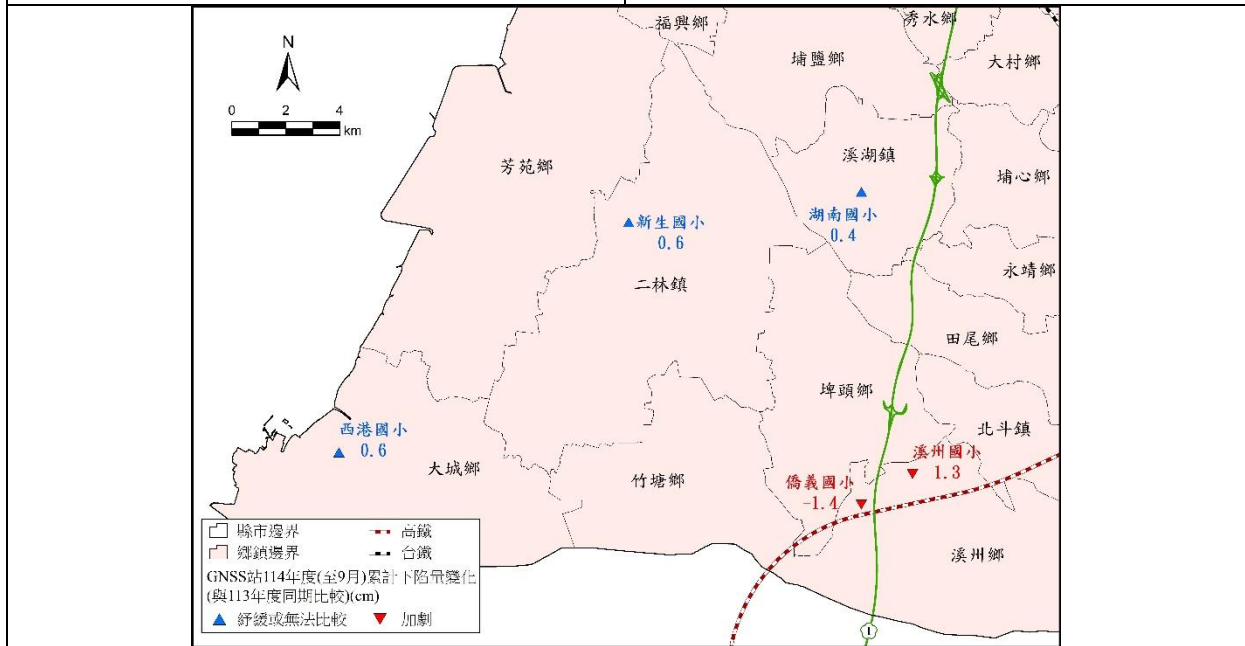 福興鄉
秀水鄉
N
埔鹽鄉
大村鄉
0 2 4
km
溪湖鎮
芳苑鄉
埔心鄉
新生國小
0.6
湖南國小
0.4
永靖鄉
二林鎮
田尾鄉
埤頭鄉
北斗鎮
西港國小
0.6
大城鄉
竹塘鄉
溪州國小
1.3
僑義國小
-1.4
溪州鄉
縣市邊界
高鐵
鄉鎮邊界
台鐵
GNSS站114年度(至9月)累計下陷量變化
(與113年度同期比較)(cm)
紓緩或無法比較
加劇
1